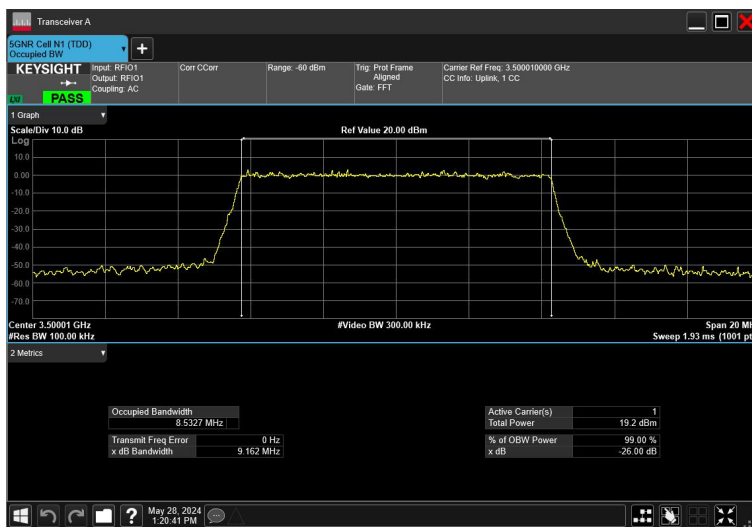 Transceiver A
5GNR Cell N1 (TDD)
Occupied BW
KEYSIGHT
LXI
PASS
Input: RFIO1
Output: RFIO1
Coupling: AC
Corr CCorr
Range: -60 dBm
Trig: Prot Frame
Aligned
Gate: FFT
Carrier Ref Freq: 3.500010000 GHz
CC Info: Uplink, 1 CC
1 Graph
Scale/Div 10.0 dB
Ref Value 20.00 dBm
Log
10.0
0.00
-10.0
-20.0
-30.0
-40.0
-50.0
-60.0
-70.0
Center 3.50001 GHz
#Video BW 300.00 kHz
Span 20 MH
#Res BW 100.00 kHz
Sweep 1.93 ms (1001 pt
2 Metrics
Occupied Bandwidth
8.5327 MHz
Transmit Freq Error 0 Hz
x dB Bandwidth 9.162 MHz
Active Carrier(s) 1
Total Power 19.2 dBm
% of OBW Power 99.00 %
x dB -26.00 dB
May 28, 2024
1:20:41 PM